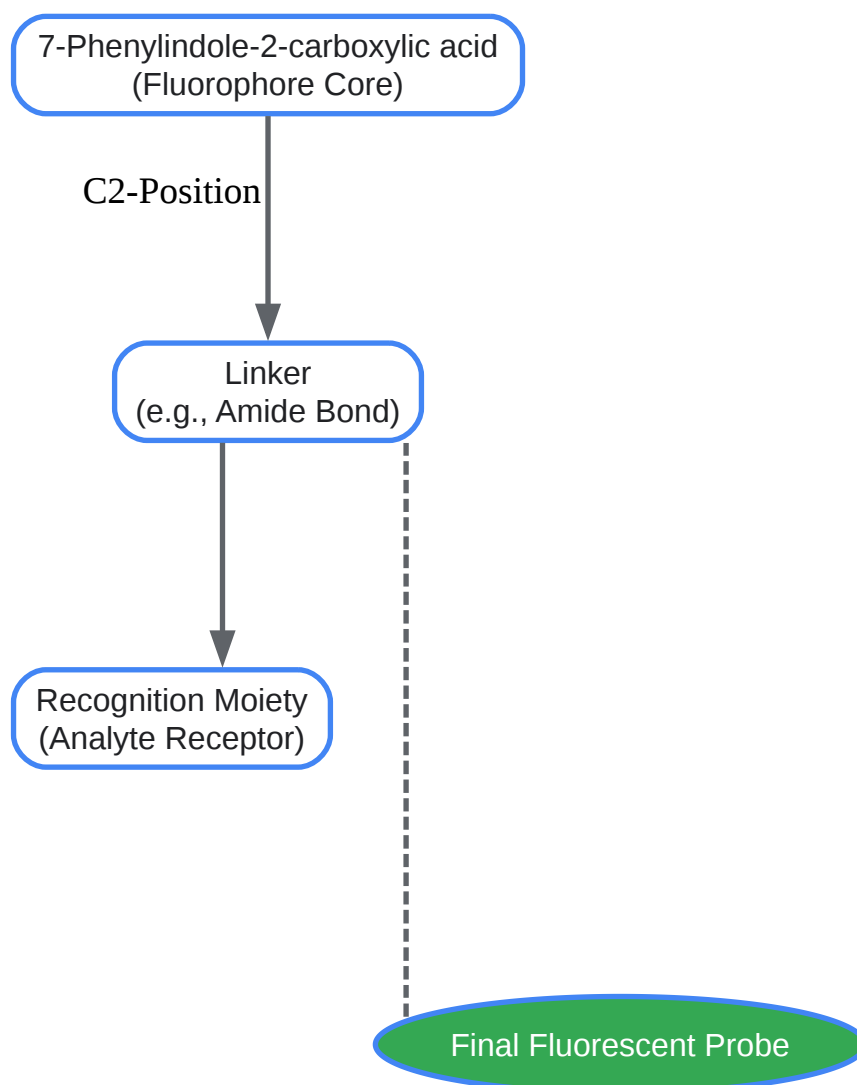 7-Phenylindole-2-carboxylic acid
(Fluorophore Core)
C2-Position
Linker
(e.g., Amide Bond)
Recognition Moiety
(Analyte Receptor)
Final Fluorescent Probe